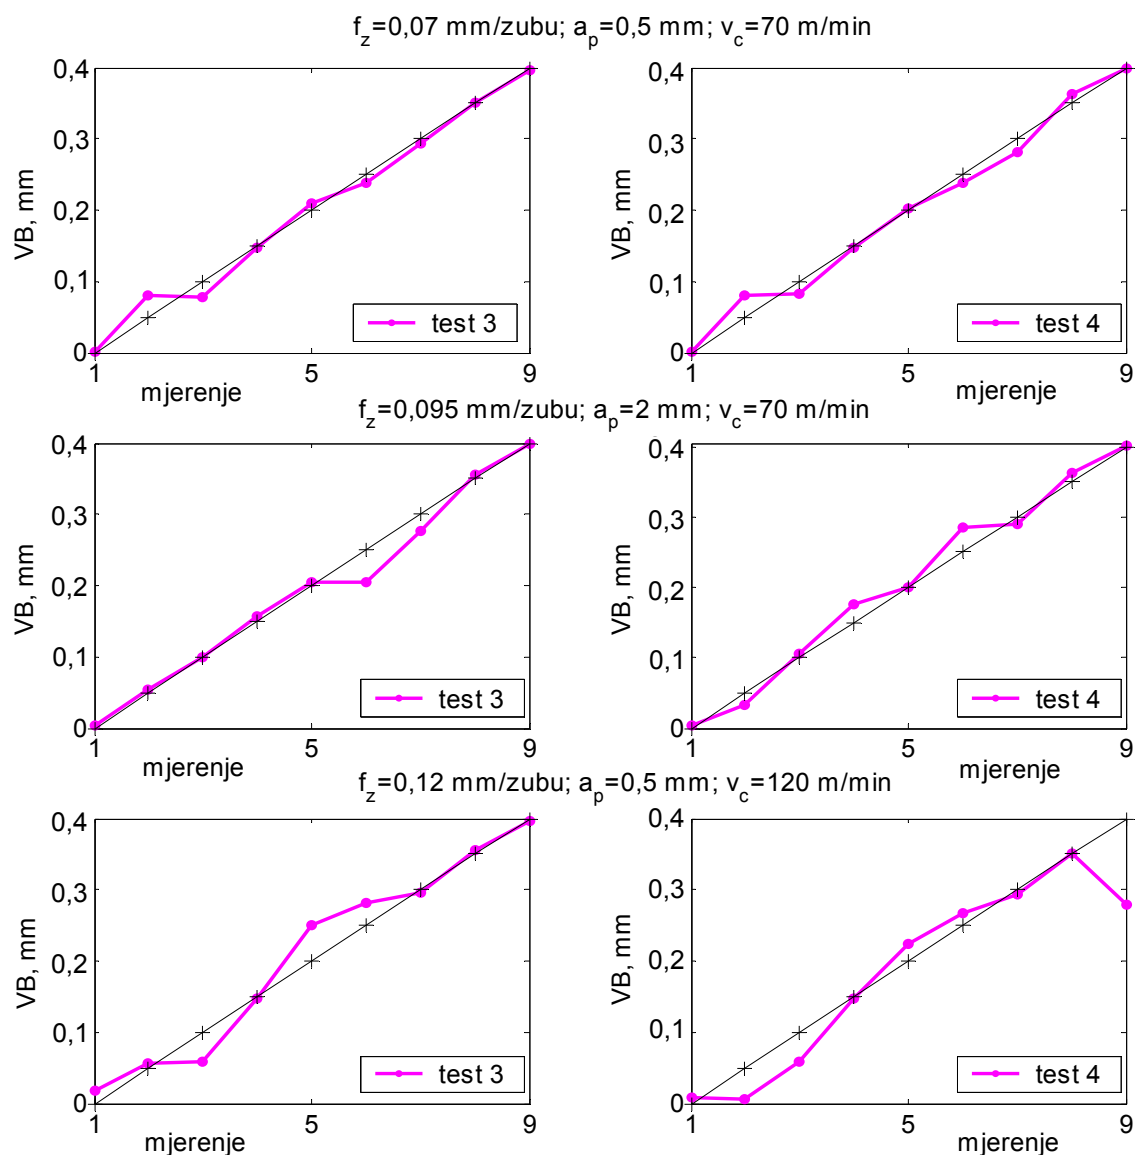 f_z=0,07 mm/zubu; a_p=0,5 mm; v_c=70 m/min
0,4
0,3
0,2
0,1
0
VB, mm
test 3
1
5
9
mjerenje
0,4
0,3
0,2
0,1
0
VB, mm
test 4
1
5
9
mjerenje
f_z=0,095 mm/zubu; a_p=2 mm; v_c=70 m/min
0,4
0,3
0,2
0,1
0
VB, mm
test 3
1
5
9
mjerenje
0,4
0,3
0,2
0,1
0
VB, mm
test 4
1
5
9
mjerenje
f_z=0,12 mm/zubu; a_p=0,5 mm; v_c=120 m/min
0,4
0,3
0,2
0,1
0
VB, mm
test 3
1
5
9
mjerenje
0,4
0,3
0,2
0,1
0
VB, mm
test 4
1
5
9
mjerenje